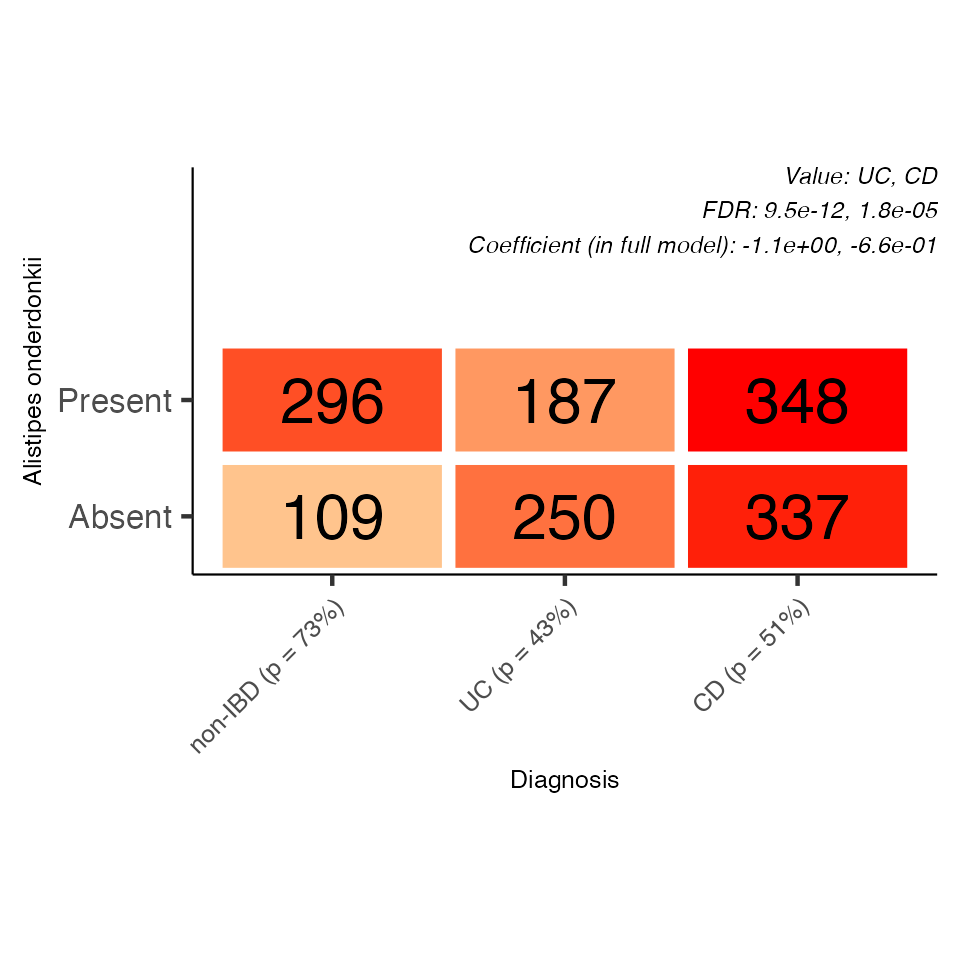 Value: UC, CD
FDR: 9.5e-12, 1.8e-05
Coefficient (in full model): -1.1e+00, -6.6e-01
Alistipes onderdonkii
Present
296
187
348
Absent
109
250
337
non-IBD (p = 73%)
UC (p = 43%)
CD (p = 51%)
Diagnosis